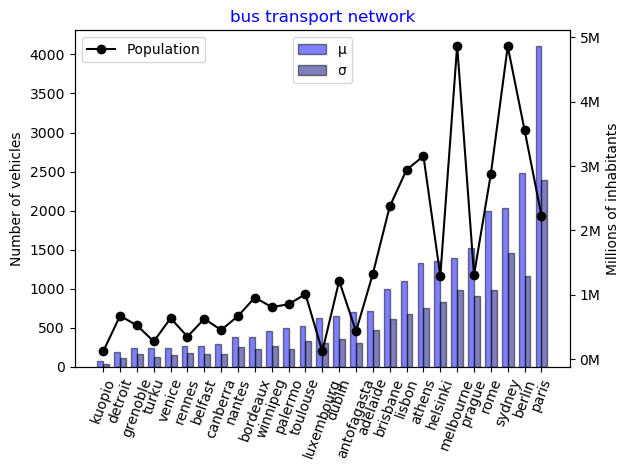 bus transport network
Population
μ
σ
Number of vehicles
4000
3500
3000
2500
2000
1500
1000
500
0
5M
4M
3M
2M
1M
0M
Millions of inhabitants
kuopio
detroit
grenoble
turku
venice
rennes
belfast
canberra
nantes
bordeaux
winnipeg
palermo
toulouse
luxembourg
dublin
antofagasta
adelaide
brisbane
lisbon
athens
helsinki
melbourne
prague
rome
sydney
berlin
paris